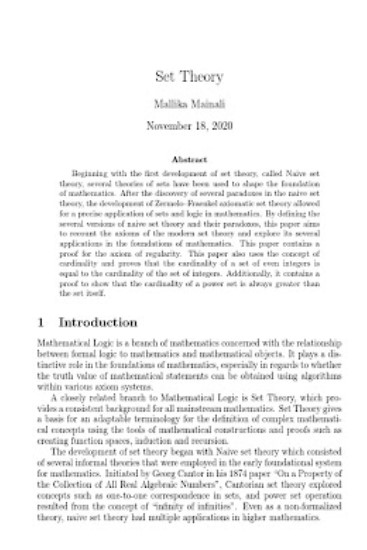 Set Theory
Mallika Mainali
November 18, 2020
Abstract
Beginning with the first development of set theory, called Naive set
theory, several theories of sets have been used to shape the foundation
of mathematics. After the discovery of several paradoxes in the naive set
theory, the development of Zermelo–Fraenkel axiomatic set theory allowed
for a precise application of sets and logic in mathematics. By defining the
several versions of naive set theory and their paradoxes, this paper aims
to recount the axioms of the modern set theory and explore its several
applications in the foundations of mathematics. This paper contains a
proof for the axiom of regularity. This paper also uses the concept of
cardinality and proves that the cardinality of a set of even integers is
equal to the cardinality of the set of integers. Additionally, it contains a
proof to show that the cardinality of a power set is always greater than
the set itself.
1 Introduction
Mathematical Logic is a branch of mathematics concerned with the relationship
between formal logic to mathematics and mathematical objects. It plays a dis-
tinctive role in the foundations of mathematics, especially in regards to whether
the truth value of mathematical statements can be obtained using algorithms
within various axiom systems.
A closely related branch to Mathematical Logic is Set Theory, which pro-
vides a consistent background for all mainstream mathematics. Set Theory gives
a basis for an adaptable terminology for the definition of complex mathemati-
cal concepts using the tools of mathematical constructions and proofs such as
creating function spaces, induction and recursion.
The development of set theory began with Naive set theory which consisted
of several informal theories that were employed in the early foundational system
for mathematics. Initiated by Georg Cantor in his 1874 paper "On a Property of
the Collection of All Real Algebraic Numbers", Cantorian set theory explored
concepts such as one-to-one correspondence in sets, and power set operation
resulted from the concept of "infinity of infinities". Even as a non-formalized
theory, naive set theory had multiple applications in higher mathematics.